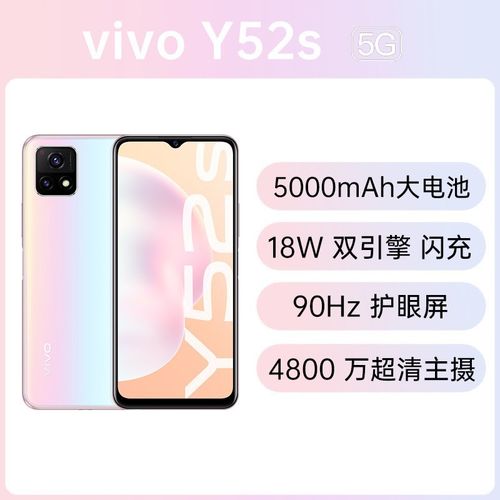 vivo Y52s 5G
5000mAh大电池
18W 双引擎 闪充
90Hz 护眼屏
4800 万超清主摄
vivo
Y52s